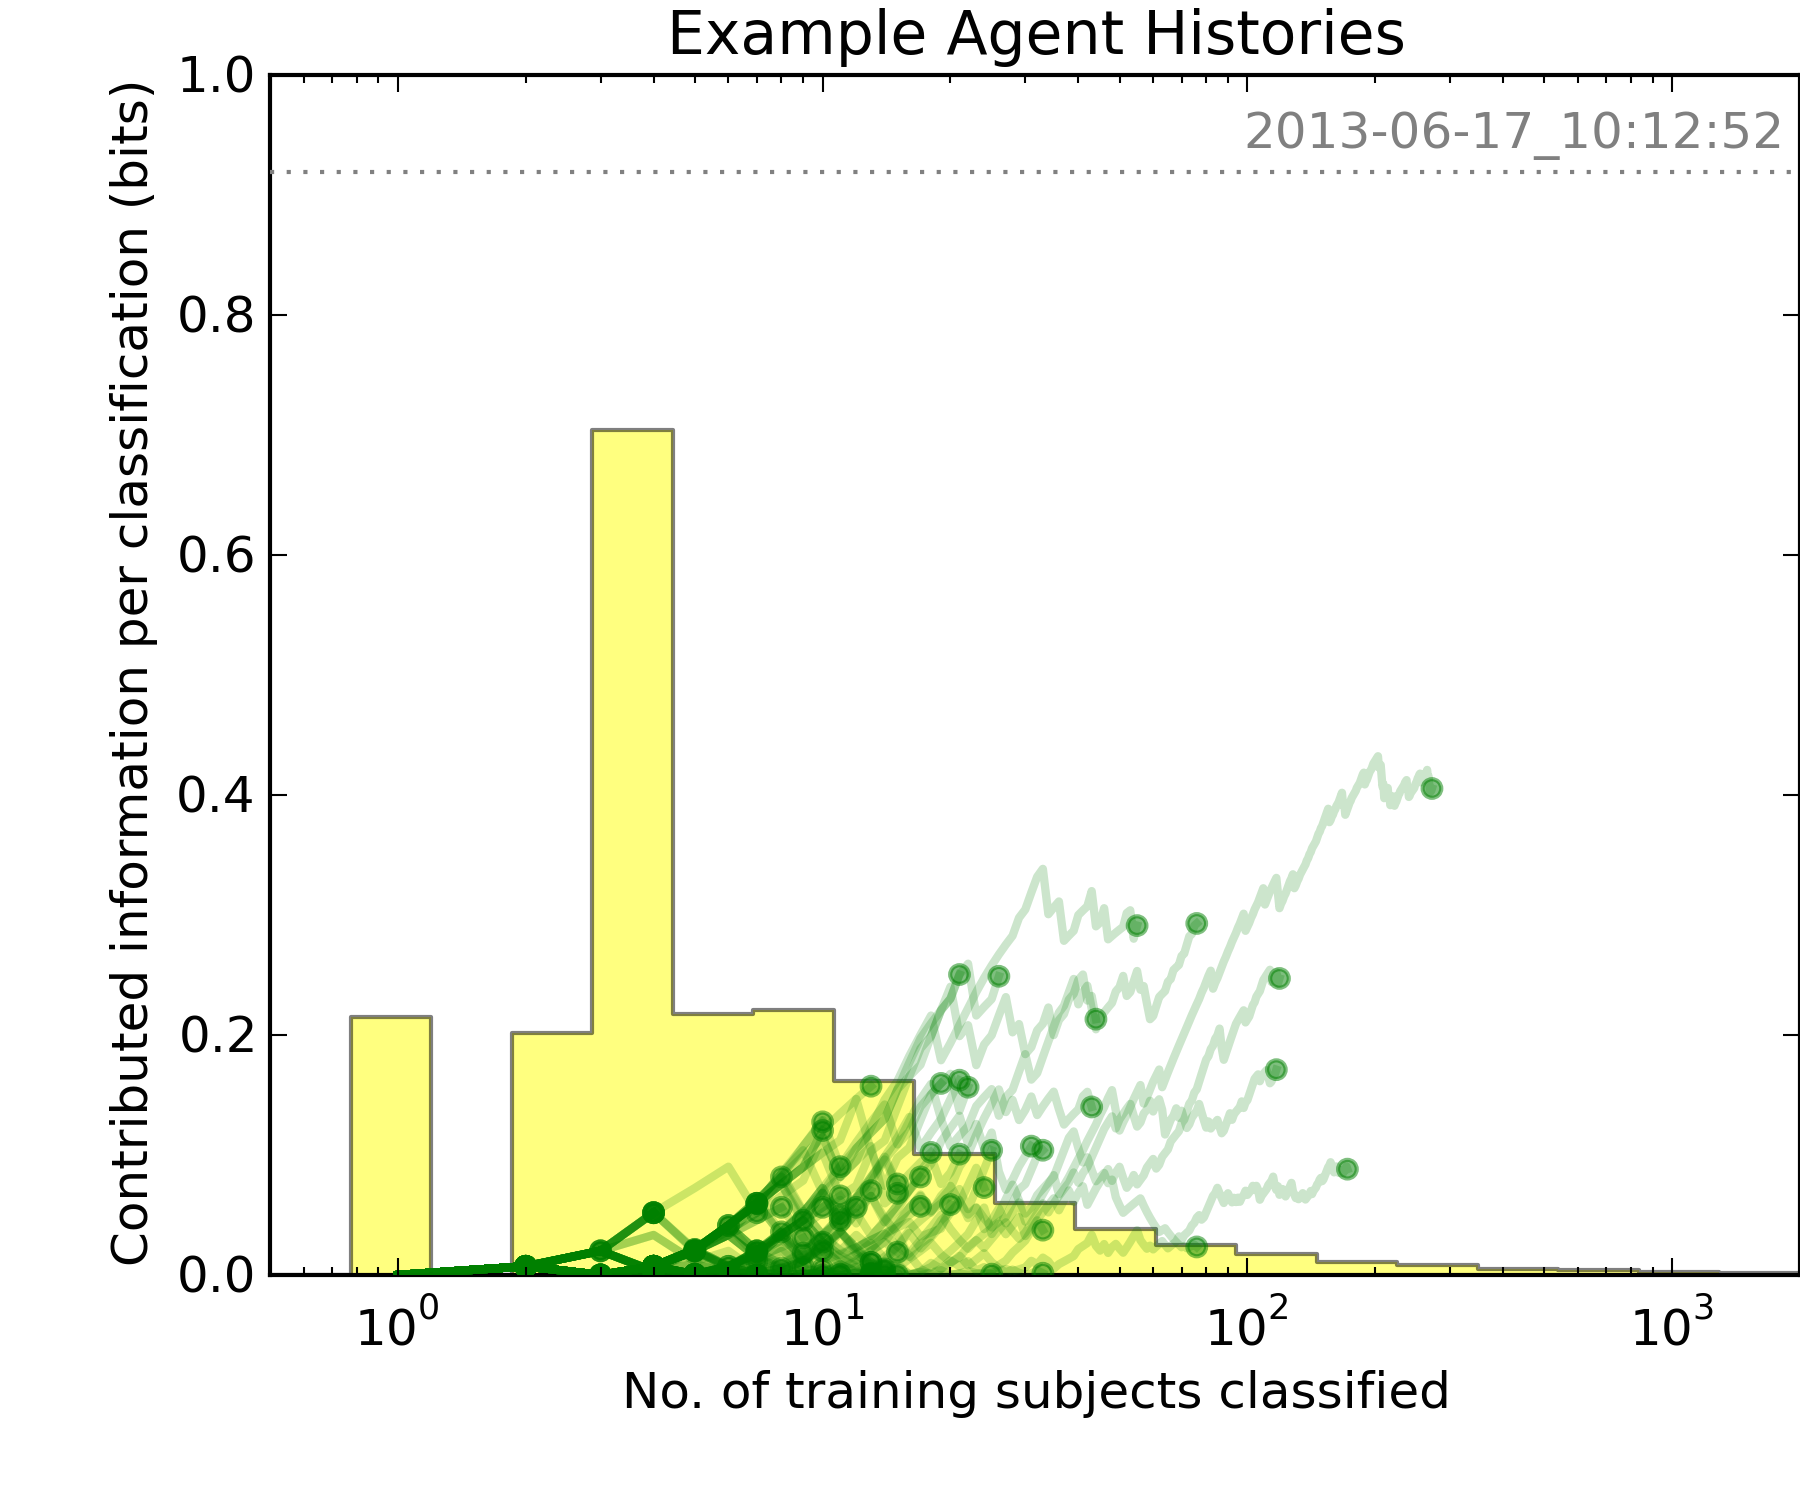 Example Agent Histories
2013-06-17_10:12:52
Contributed information per classification (bits)
1.0
0.8
0.6
0.4
0.2
0.0
10^0 10^1 10^2 10^3
No. of training subjects classified